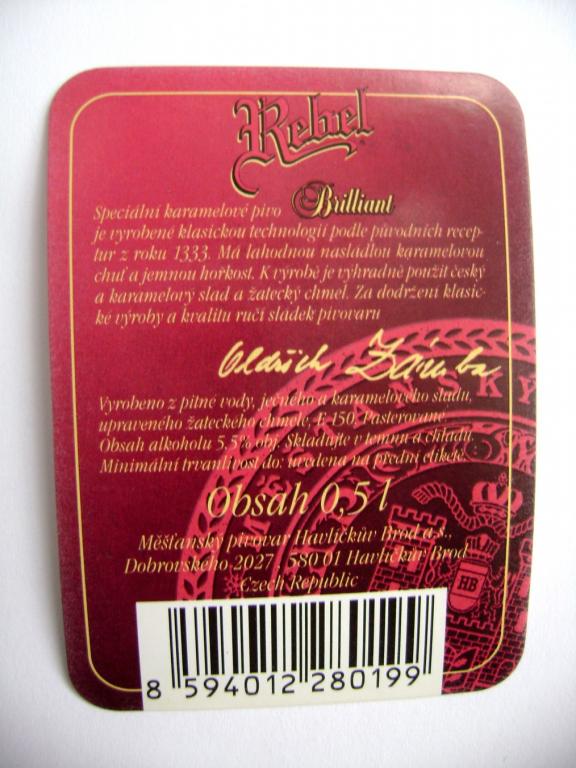 Rebel
Speciální karamelové pivo Brilliant
je vyrobené klasickou technologií podle původních recep-
tur z roku 1333. Má lahodnou nasládlou karamelovou
chuť a jemnou hořkost. K výrobě je výhradně použit český
a karamelový slad a žatecký chmel. Za dodržení klasic-
ké výroby a kvalitu ručí sládek pivovaru
Oldřich Záruba
Vyrobeno z pitné vody, ječného a karamelového sladu,
upraveného žateckého chmele, E 150. Pasterované
Obsah alkoholu 5,5% obj. Skladujte v temnu a chladu.
Minimální trvanlivost do: uvedena na přední etiketě.
Obsah 0,5 l
Měšťanský pivovar Havlíčkův Brod a.s.,
Dobrovského 2027, 580 01 Havlíčkův Brod
Czech Republic
HB
8 594012 280199